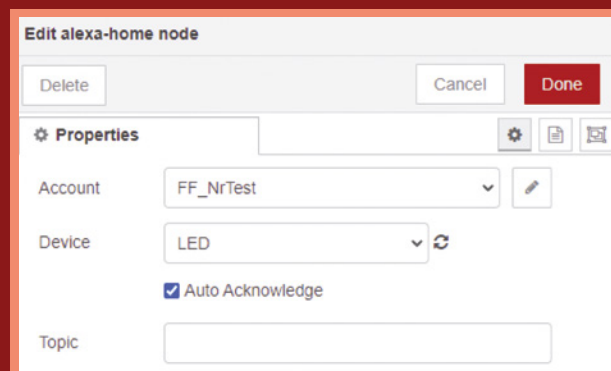 Edit alexa-home node
Delete Cancel Done
Properties
Account FF_NrTest
Device LED
Auto Acknowledge
Topic